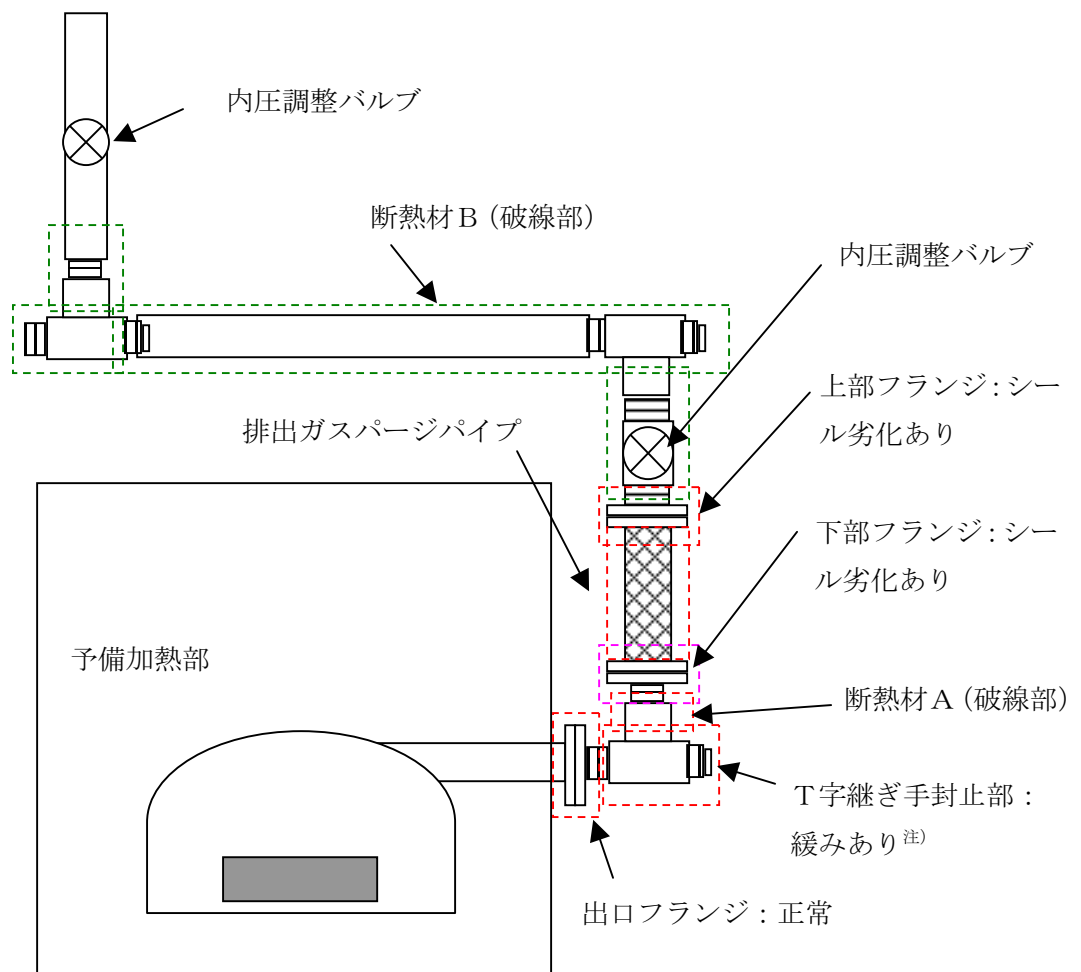 内圧調整バルブ
断熱材B（破線部）
内圧調整バルブ
上部フランジ：シー
ル劣化あり
排出ガスパージパイプ
下部フランジ：シー
ル劣化あり
予備加熱部
断熱材A（破線部）
T字継ぎ手封止部：
緩みあり注）
出口フランジ：正常